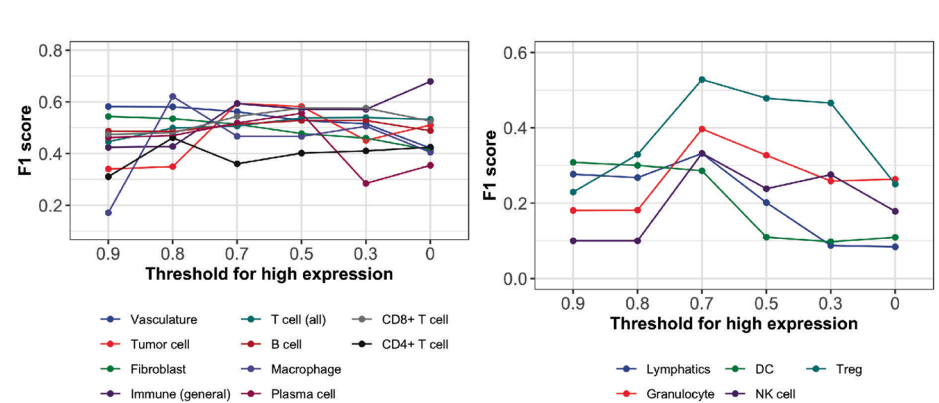 0.8
0.6
0.4
0.2
F1 score
0.9 0.8 0.7 0.5 0.3 0
Threshold for high expression
Vasculature T cell (all) CD8+ T cell
Tumor cell B cell CD4+ T cell
Fibroblast Macrophage
Immune (general) Plasma cell
0.6
0.4
0.2
0.0
F1 score
0.9 0.8 0.7 0.5 0.3 0
Threshold for high expression
Lymphatics DC Treg
Granulocyte NK cell